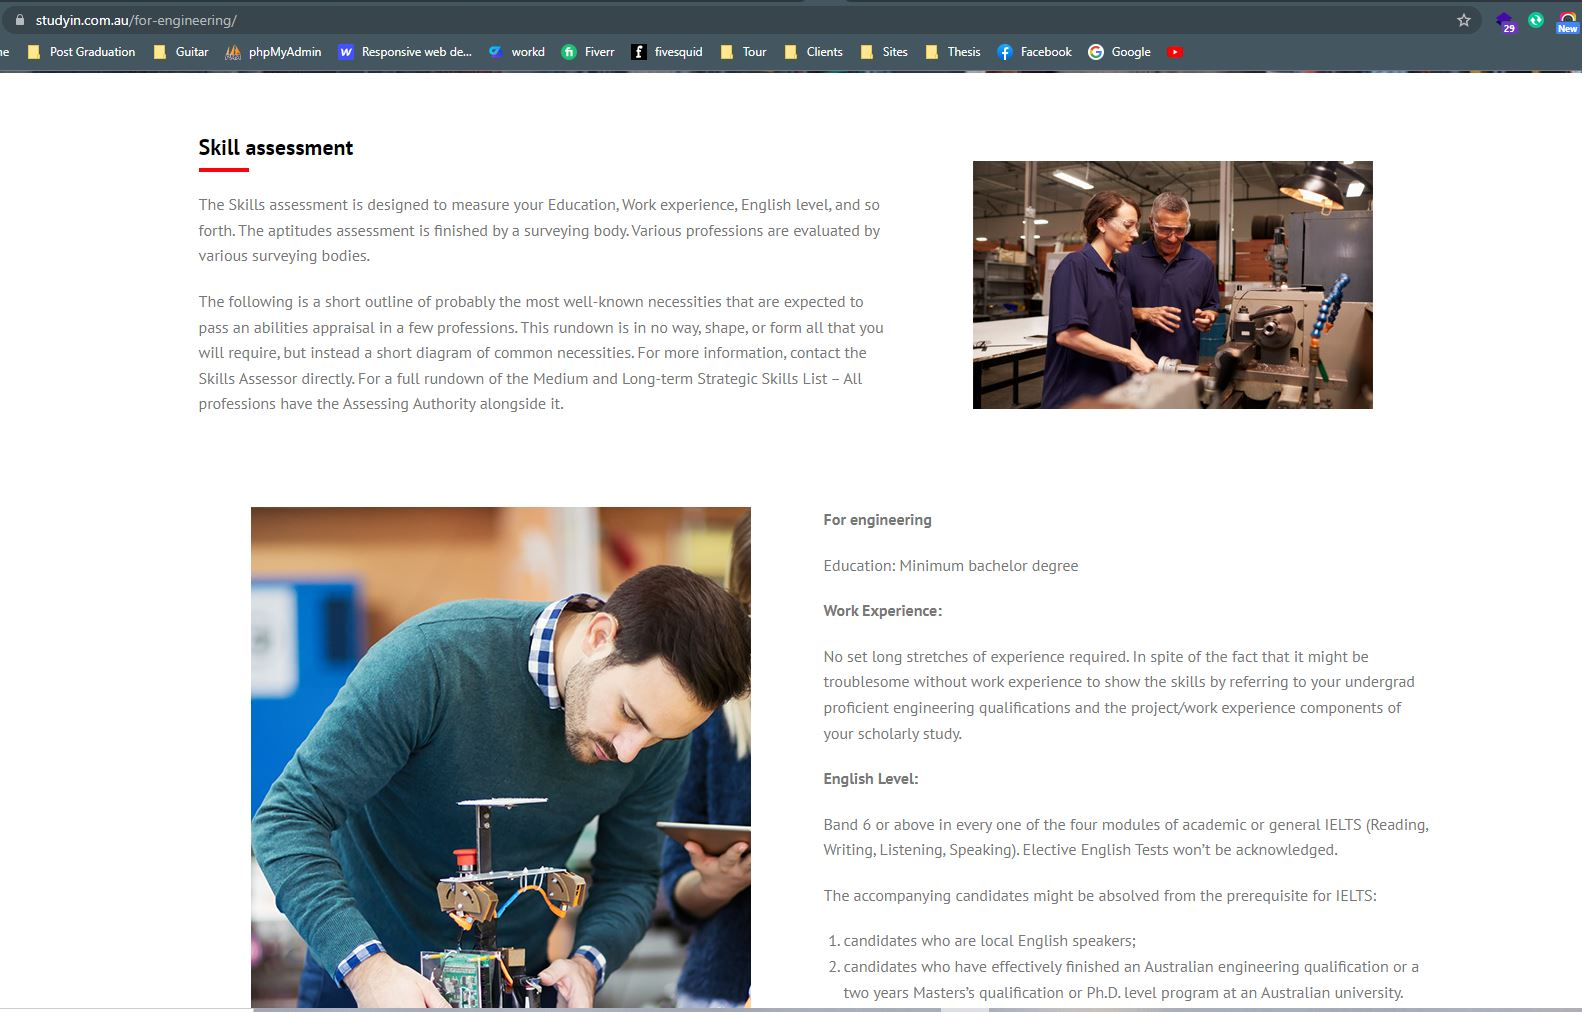 studyin.com.au/for-engineering/
29
New
Post Graduation
Guitar
phpMyAdmin
Responsive web de...
workd
Fiverr
fivesquid
Tour
Clients
Sites
Thesis
Facebook
Google
Skill assessment
The Skills assessment is designed to measure your Education, Work experience, English level, and so
forth. The aptitudes assessment is finished by a surveying body. Various professions are evaluated by
various surveying bodies.
The following is a short outline of probably the most well-known necessities that are expected to
pass an abilities appraisal in a few professions. This rundown is in no way, shape, or form all that you
will require, but instead a short diagram of common necessities. For more information, contact the
Skills Assessor directly. For a full rundown of the Medium and Long-term Strategic Skills List – All
professions have the Assessing Authority alongside it.
For engineering
Education: Minimum bachelor degree
Work Experience:
No set long stretches of experience required. In spite of the fact that it might be
troublesome without work experience to show the skills by referring to your undergrad
proficient engineering qualifications and the project/work experience components of
your scholarly study.
English Level:
Band 6 or above in every one of the four modules of academic or general IELTS (Reading,
Writing, Listening, Speaking). Elective English Tests won’t be acknowledged.
The accompanying candidates might be absolved from the prerequisite for IELTS:
1. candidates who are local English speakers;
2. candidates who have effectively finished an Australian engineering qualification or a
two years Masters’s qualification or Ph.D. level program at an Australian university.